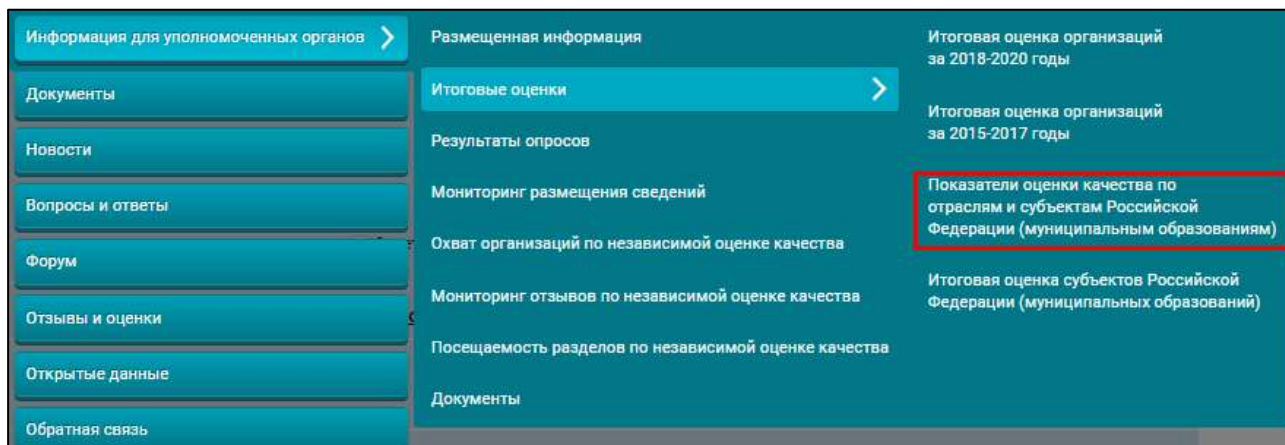 Информация для уполномоченных органов
Документы
Новости
Вопросы и ответы
Форум
Отзывы и оценки
Открытые данные
Обратная связь
Размещенная информация
Итоговые оценки
Результаты опросов
Мониторинг размещения сведений
Охват организаций по независимой оценке качества
Мониторинг отзывов по независимой оценке качества
Посещаемость разделов по независимой оценке качества
Документы
Итоговая оценка организаций
за 2018-2020 годы
Итоговая оценка организаций
за 2015-2017 годы
Показатели оценки качества по
отраслям и субъектам Российской
Федерации (муниципальным образованиям)
Итоговая оценка субъектов Российской
Федерации (муниципальных образований)